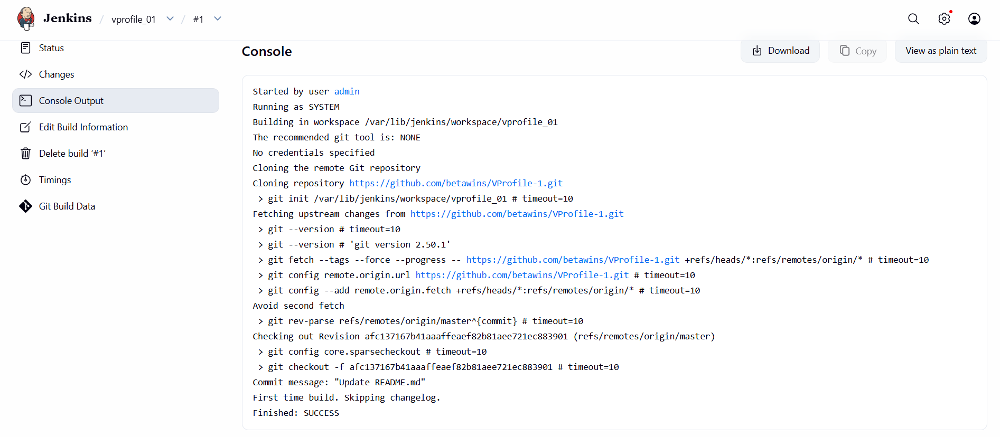 Jenkins / vprofile_01 / #1
Status
Changes
Console Output
Edit Build Information
Delete build ‘#1’
Timings
Git Build Data
Console
Download
Copy
View as plain text
Started by user admin
Running as SYSTEM
Building in workspace /var/lib/jenkins/workspace/vprofile_01
The recommended git tool is: NONE
No credentials specified
Cloning the remote Git repository
Cloning repository https://github.com/betawins/VProfile-1.git
 > git init /var/lib/jenkins/workspace/vprofile_01 # timeout=10
Fetching upstream changes from https://github.com/betawins/VProfile-1.git
 > git --version # timeout=10
 > git --version # 'git version 2.50.1'
 > git fetch --tags --force --progress -- https://github.com/betawins/VProfile-1.git +refs/heads/*:refs/remotes/origin/* # timeout=10
 > git config remote.origin.url https://github.com/betawins/VProfile-1.git # timeout=10
 > git config --add remote.origin.fetch +refs/heads/*:refs/remotes/origin/* # timeout=10
Avoid second fetch
 > git rev-parse refs/remotes/origin/master^{commit} # timeout=10
Checking out Revision afc137167b41aaaffeaef82b81aee721ec883901 (refs/remotes/origin/master)
 > git config core.sparsecheckout # timeout=10
 > git checkout -f afc137167b41aaaffeaef82b81aee721ec883901 # timeout=10
Commit message: "Update README.md"
First time build. Skipping changelog.
Finished: SUCCESS